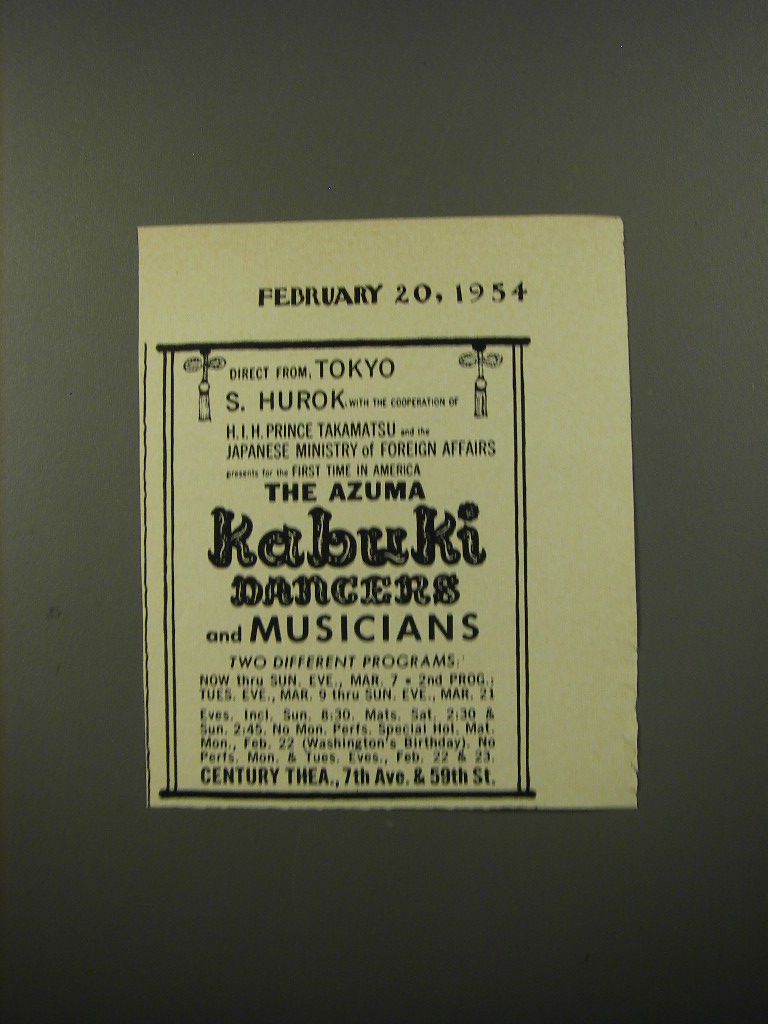 FEBRUARY 20, 1954
DIRECT FROM, TOKYO
S. HUROK, WITH THE COOPERATION OF
H.I.H. PRINCE TAKAMATSU and the
JAPANESE MINISTRY of FOREIGN AFFAIRS
presents for the FIRST TIME IN AMERICA
THE AZUMA
Kabuki
DANCERS
and MUSICIANS
TWO DIFFERENT PROGRAMS:
NOW thru SUN. EVE., MAR. 7 • 2nd PROG.:
TUES. EVE., MAR. 9 thru SUN. EVE., MAR. 21
Eves. Incl. Sun. 8:30. Mats. Sat. 2:30 &
Sun. 2:45. No Mon. Perfs. Special Hol. Mat.
Mon., Feb. 22 (Washington's Birthday). No
Perfs. Mon. & Tues. Eves., Feb. 22 & 23.
CENTURY THEA., 7th Ave. & 59th St.